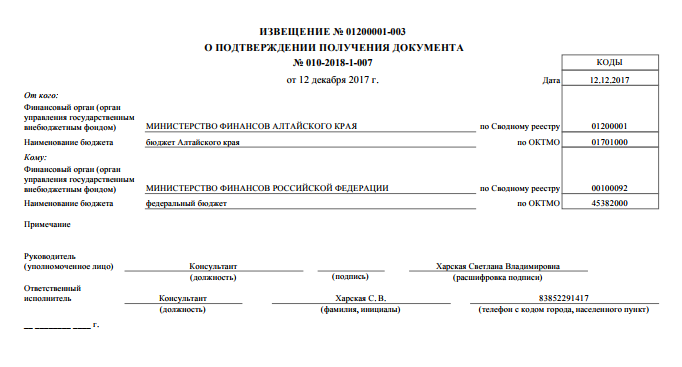 ИЗВЕЩЕНИЕ № 01200001-003
О ПОДТВЕРЖДЕНИИ ПОЛУЧЕНИЯ ДОКУМЕНТА
№ 010-2018-1-007
КОДЫ
от 12 декабря 2017 г. Дата 12.12.2017
От кого:
Финансовый орган (орган
управления государственным
внебюджетным фондом) МИНИСТЕРСТВО ФИНАНСОВ АЛТАЙСКОГО КРАЯ по Сводному реестру 01200001
Наименование бюджета бюджет Алтайского края по ОКТМО 01701000
Кому:
Финансовый орган (орган
управления государственным
внебюджетным фондом) МИНИСТЕРСТВО ФИНАНСОВ РОССИЙСКОЙ ФЕДЕРАЦИИ по Сводному реестру 00100092
Наименование бюджета федеральный бюджет по ОКТМО 45382000
Примечание
Руководитель
(уполномоченное лицо) Консультант Харская Светлана Владимировна
(должность) (подпись) (расшифровка подписи)
Ответственный
исполнитель Консультант Харская С. В. 83852291417
(должность) (фамилия, инициалы) (телефон с кодом города, населенного пункта)
__ ________ ____ г.